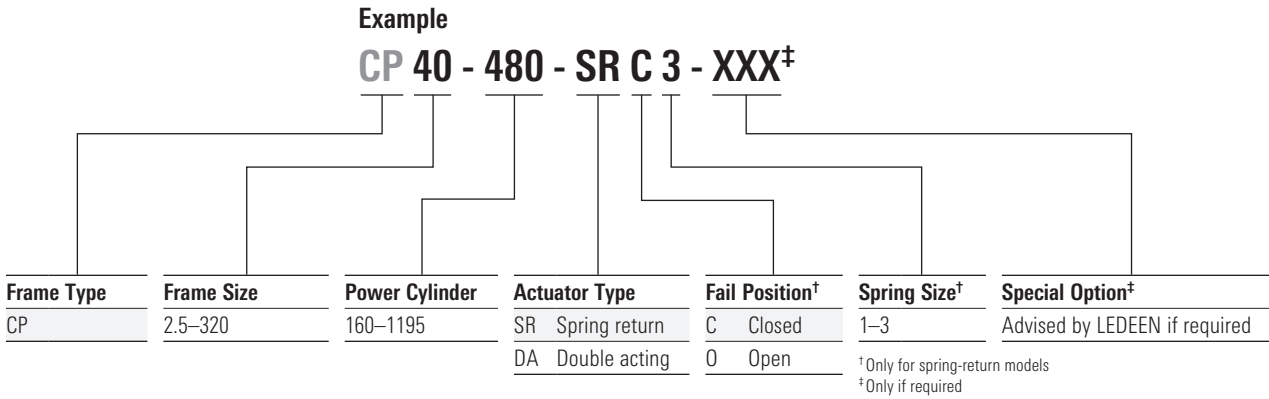 Example
CP 40 - 480 - SR C 3 - XXX‡
Frame Type Frame Size Power Cylinder Actuator Type Fail Position† Spring Size† Special Option‡
CP 2.5–320 160–1195 SR Spring return C Closed 1–3 Advised by LEDEEN if required
DA Double acting O Open
†Only for spring-return models
‡Only if required